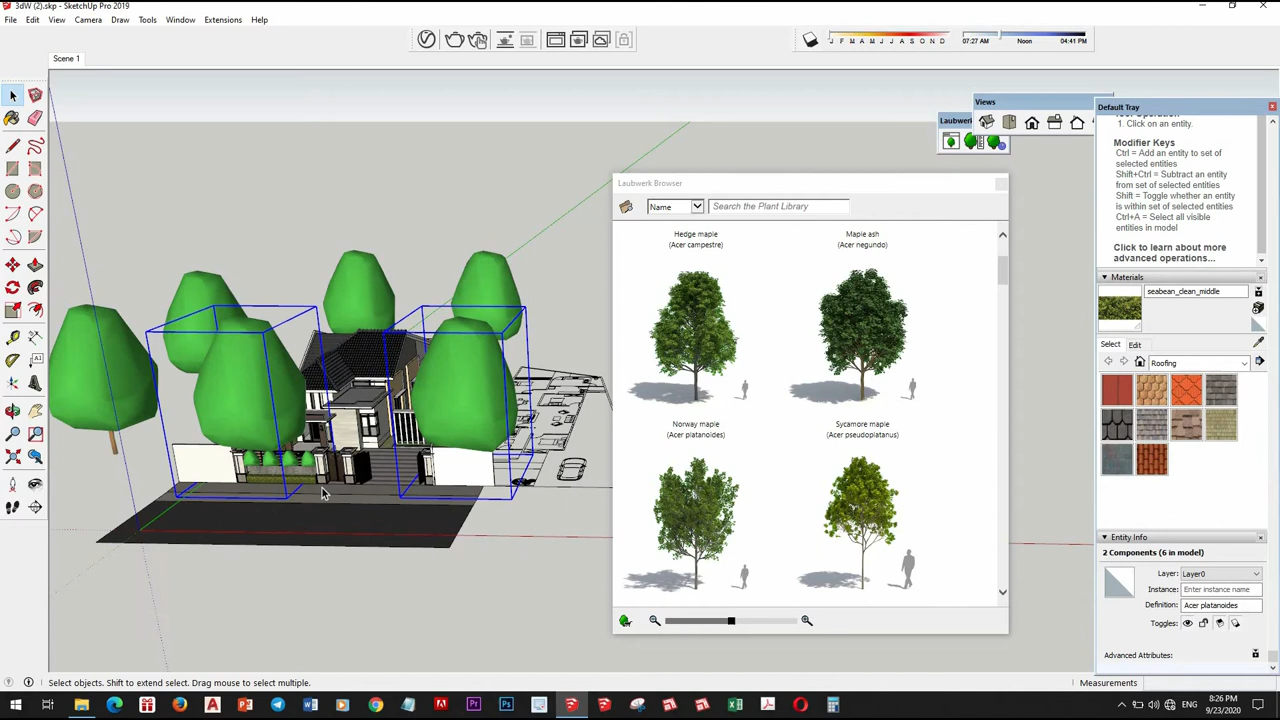 3dW (2).skp - SketchUp Pro 2019
File Edit View Camera Draw Tools Window Extensions Help
J F M A M J J A S O N D
07:27 AM Noon 04:41 PM
Scene 1
Views
Laubwerk
Default Tray
1. Click on an entity.
Modifier Keys
Ctrl = Add an entity to set of
selected entities
Shift+Ctrl = Subtract an entity
from set of selected entities
Shift = Toggle whether an entity
is within set of selected entities
Ctrl+A = Select all visible
entities in model
Click to learn about more
advanced operations...
Materials
seabean_clean_middle
Select Edit
Roofing
Entity Info
2 Components (6 in model)
Layer: Layer0
Instance: Enter instance name
Definition: Acer platanoides
Toggles:
Advanced Attributes:
Laubwerk Browser
Name Search the Plant Library
Hedge maple
(Acer campestre)
Maple ash
(Acer negundo)
Norway maple
(Acer platanoides)
Sycamore maple
(Acer pseudoplatanus)
Select objects. Shift to extend select. Drag mouse to select multiple.
Measurements
ENG
8:26 PM
9/23/2020